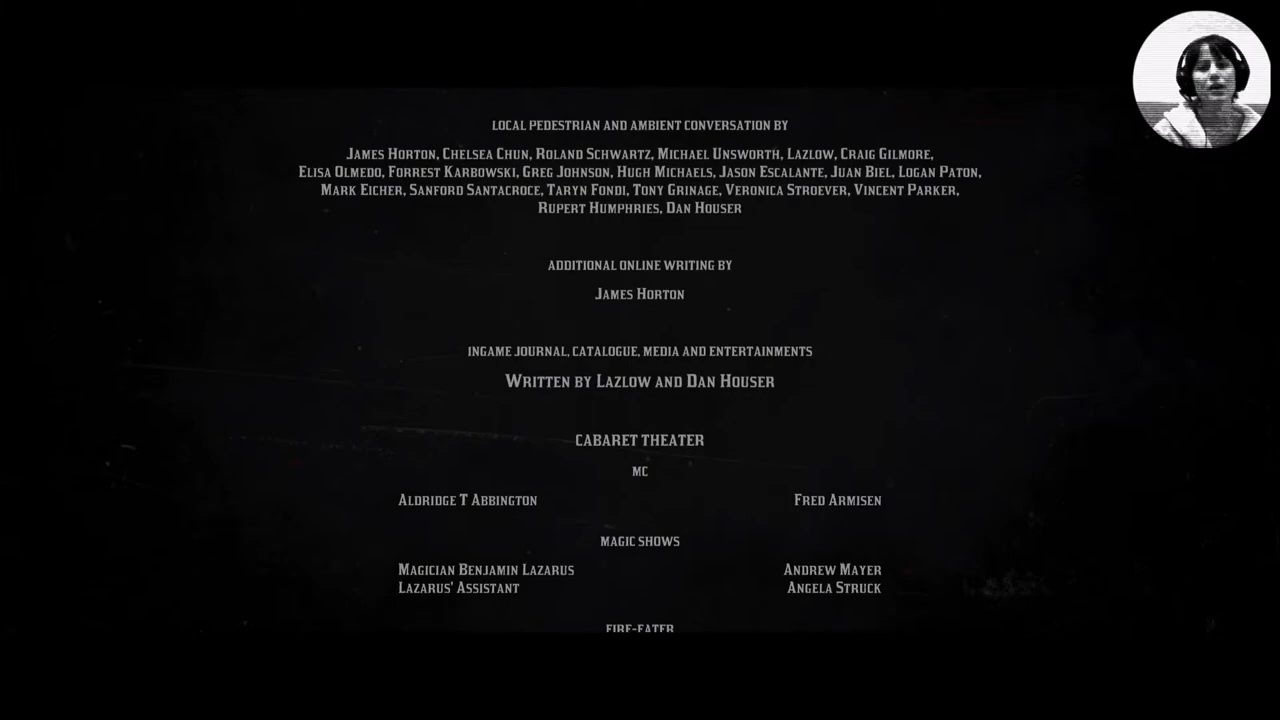 LOCAL PEDESTRIAN AND AMBIENT CONVERSATION BY
JAMES HORTON, CHELSEA CHUN, ROLAND SCHWARTZ, MICHAEL UNSWORTH, LAZLOW, CRAIG GILMORE,
ELISA OLMEDO, FORREST KARBOWSKI, GREG JOHNSON, HUGH MICHAELS, JASON ESCALANTE, JUAN BIEL, LOGAN PATON,
MARK EICHER, SANFORD SANTACROCE, TARYN FONDI, TONY GRINAGE, VERONICA STROEVER, VINCENT PARKER,
RUPERT HUMPHRIES, DAN HOUSER
ADDITIONAL ONLINE WRITING BY
JAMES HORTON
INGAME JOURNAL, CATALOGUE, MEDIA AND ENTERTAINMENTS
WRITTEN BY LAZLOW AND DAN HOUSER
CABARET THEATER
MC
ALDRIDGE T ABBINGTON FRED ARMISEN
MAGIC SHOWS
MAGICIAN BENJAMIN LAZARUS ANDREW MAYER
LAZARUS' ASSISTANT ANGELA STRUCK
FIRE-EATER